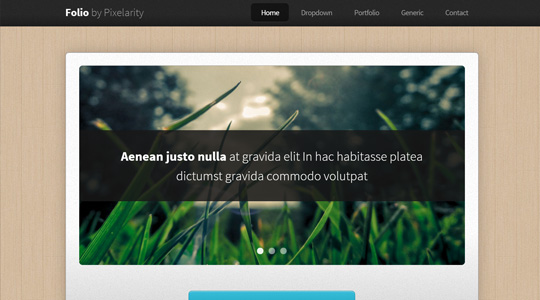 Folio by Pixelarity
Home Dropdown Portfolio Generic Contact
Aenean justo nulla at gravida elit In hac habitasse platea
dictumst gravida commodo volutpat